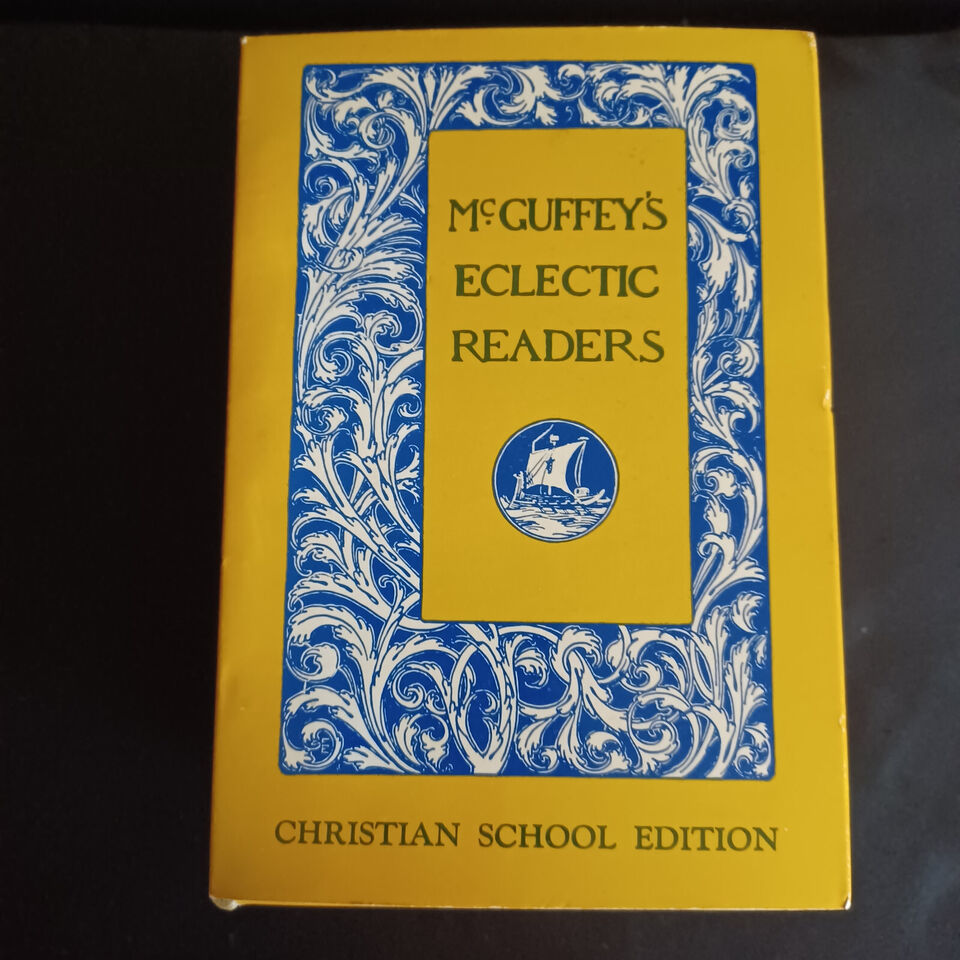 McGUFFEY'S
ECLECTIC
READERS
CHRISTIAN SCHOOL EDITION